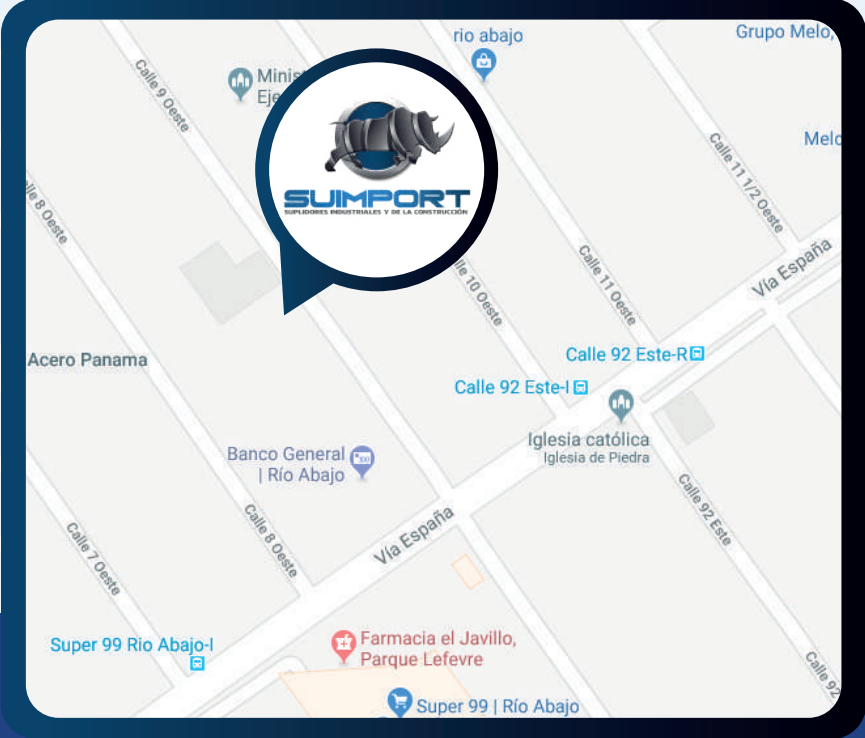 rio abajo
Grupo Melo,
Calle 9 Oeste
Minis
Eje
Melo
Calle 11 1/2 Oeste
SUIMPORT
SUPLIDORES INDUSTRIALES Y DE LA CONSTRUCCIÓN
lle 8 Oeste
lle 10 Oeste
Calle 11 Oeste
Vía España
Acero Panama
Calle 92 Este-R
Calle 92 Este-I
Iglesia católica
Iglesia de Piedra
Banco General
| Río Abajo
Calle 92 Este
Calle 8 Oeste
Vía España
Calle 7 Oeste
Super 99 Rio Abajo-I
Farmacia el Javillo,
Parque Lefevre
Calle 92
Super 99 | Río Abajo